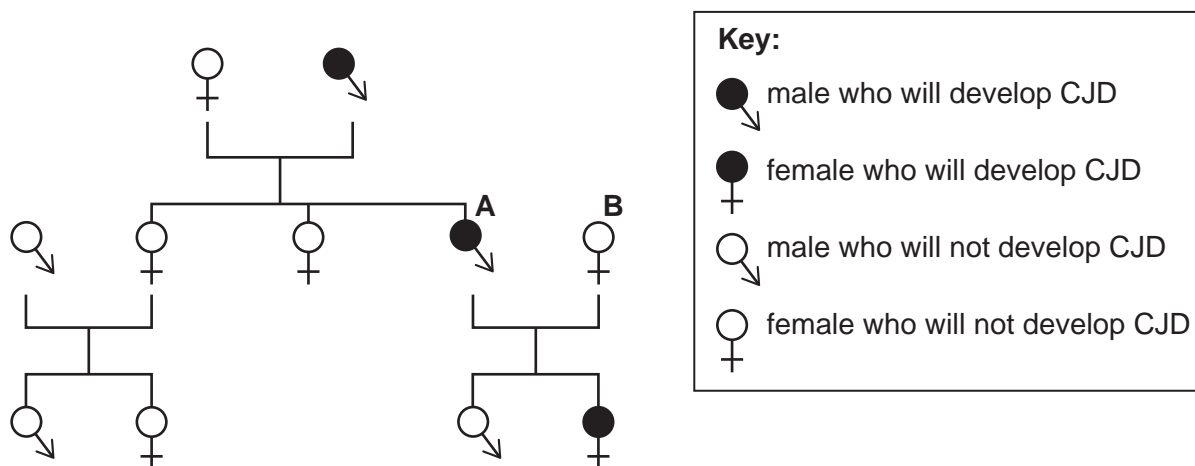 A
B
Key:
male who will develop CJD
female who will develop CJD
male who will not develop CJD
female who will not develop CJD